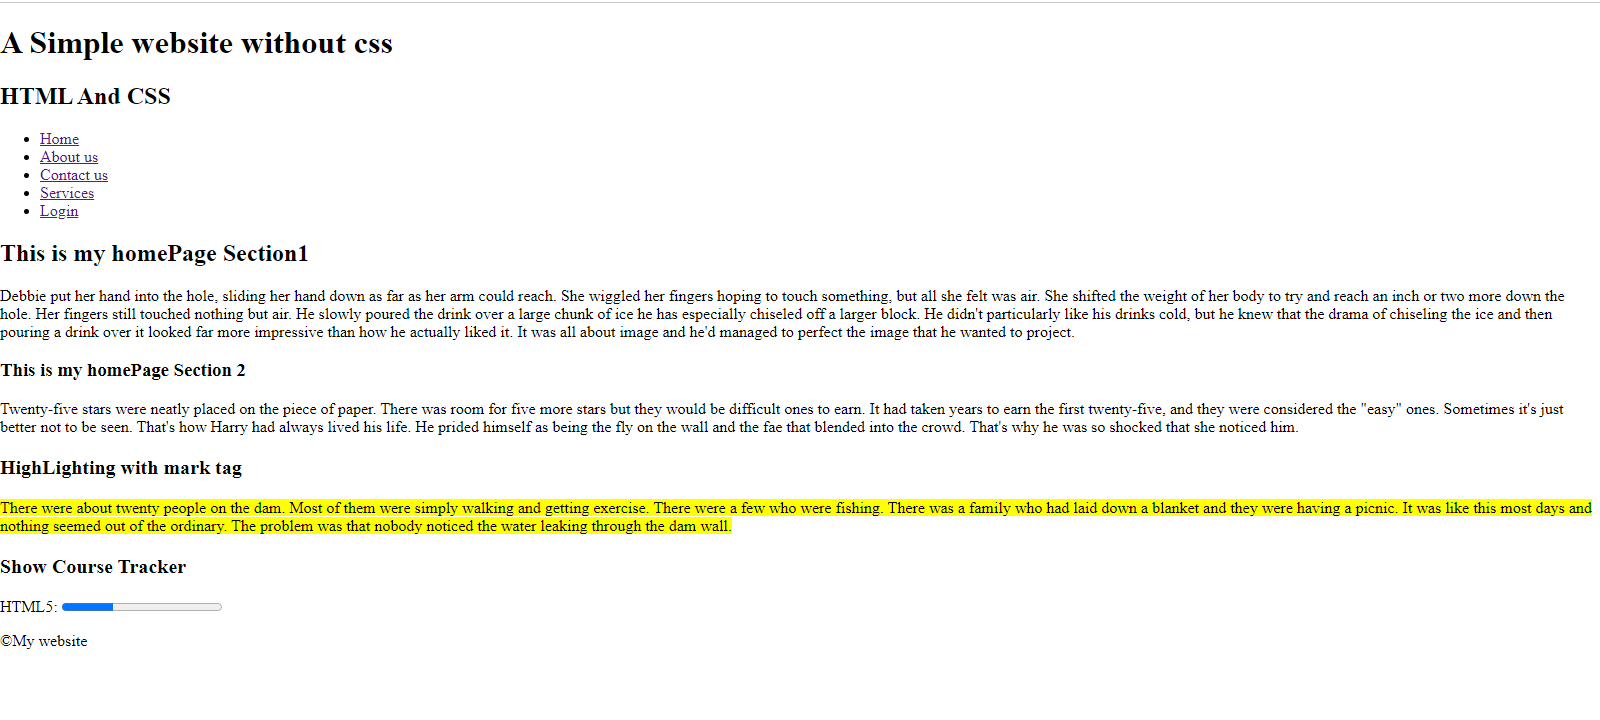 A Simple website without css
HTML And CSS
Home
About us
Contact us
Services
Login
This is my homePage Section1
Debbie put her hand into the hole, sliding her hand down as far as her arm could reach. She wiggled her fingers hoping to touch something, but all she felt was air. She shifted the weight of her body to try and reach an inch or two more down the
hole. Her fingers still touched nothing but air. He slowly poured the drink over a large chunk of ice he has especially chiseled off a larger block. He didn't particularly like his drinks cold, but he knew that the drama of chiseling the ice and then
pouring a drink over it looked far more impressive than how he actually liked it. It was all about image and he'd managed to perfect the image that he wanted to project.
This is my homePage Section 2
Twenty-five stars were neatly placed on the piece of paper. There was room for five more stars but they would be difficult ones to earn. It had taken years to earn the first twenty-five, and they were considered the "easy" ones. Sometimes it's just
better not to be seen. That's how Harry had always lived his life. He prided himself as being the fly on the wall and the fae that blended into the crowd. That's why he was so shocked that she noticed him.
HighLighting with mark tag
There were about twenty people on the dam. Most of them were simply walking and getting exercise. There were a few who were fishing. There was a family who had laid down a blanket and they were having a picnic. It was like this most days and
nothing seemed out of the ordinary. The problem was that nobody noticed the water leaking through the dam wall.
Show Course Tracker
HTML5:
©My website